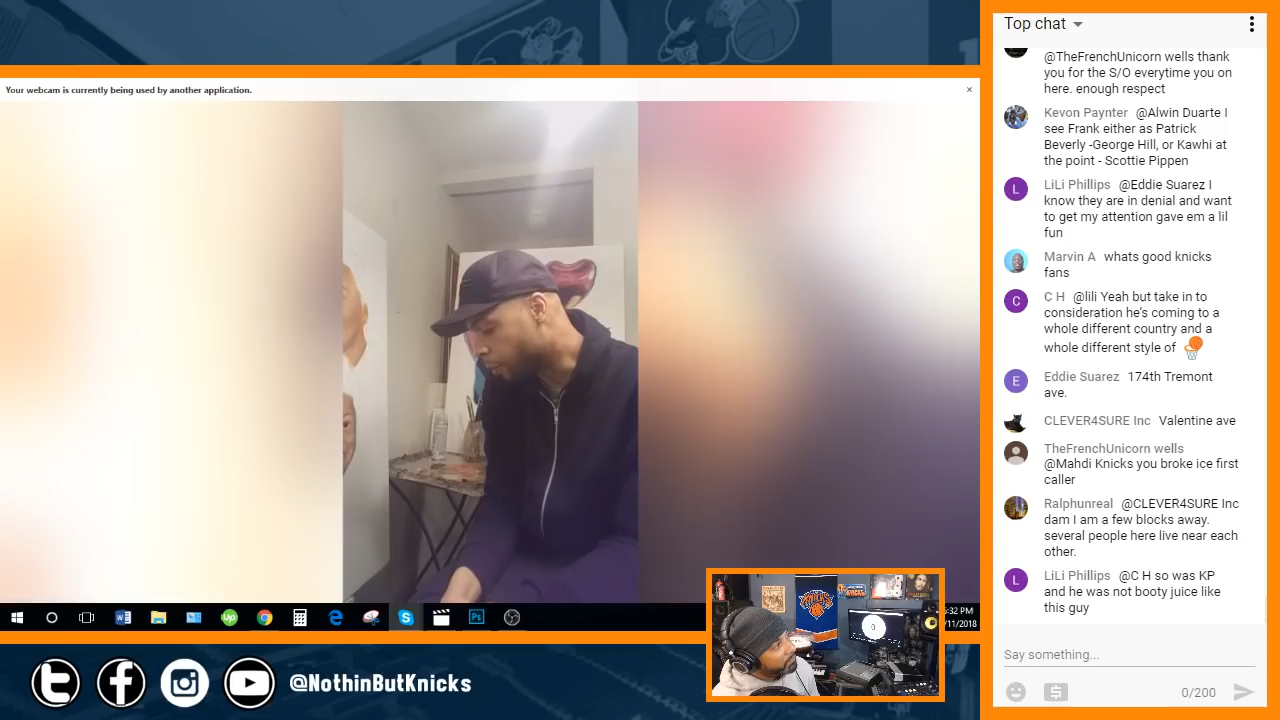 Your webcam is currently being used by another application.
Top chat
@TheFrenchUnicorn wells thank
you for the S/O everytime you on
here. enough respect
Kevon Paynter @Alwin Duarte I
see Frank either as Patrick
Beverly -George Hill, or Kawhi at
the point - Scottie Pippen
LiLi Phillips @Eddie Suarez I
know they are in denial and want
to get my attention gave em a lil
fun
Marvin A whats good knicks
fans
C H @lili Yeah but take in to
consideration he's coming to a
whole different country and a
whole different style of
Eddie Suarez 174th Tremont
ave.
CLEVER4SURE Inc Valentine ave
TheFrenchUnicorn wells
@Mahdi Knicks you broke ice first
caller
Ralphunreal @CLEVER4SURE Inc
dam I am a few blocks away.
several people here live near each
other.
LiLi Phillips @C H so was KP
and he was not booty juice like
this guy
Say something...
0/200
:32 PM
/11/2018
KNICKS
@NothinButKnicks